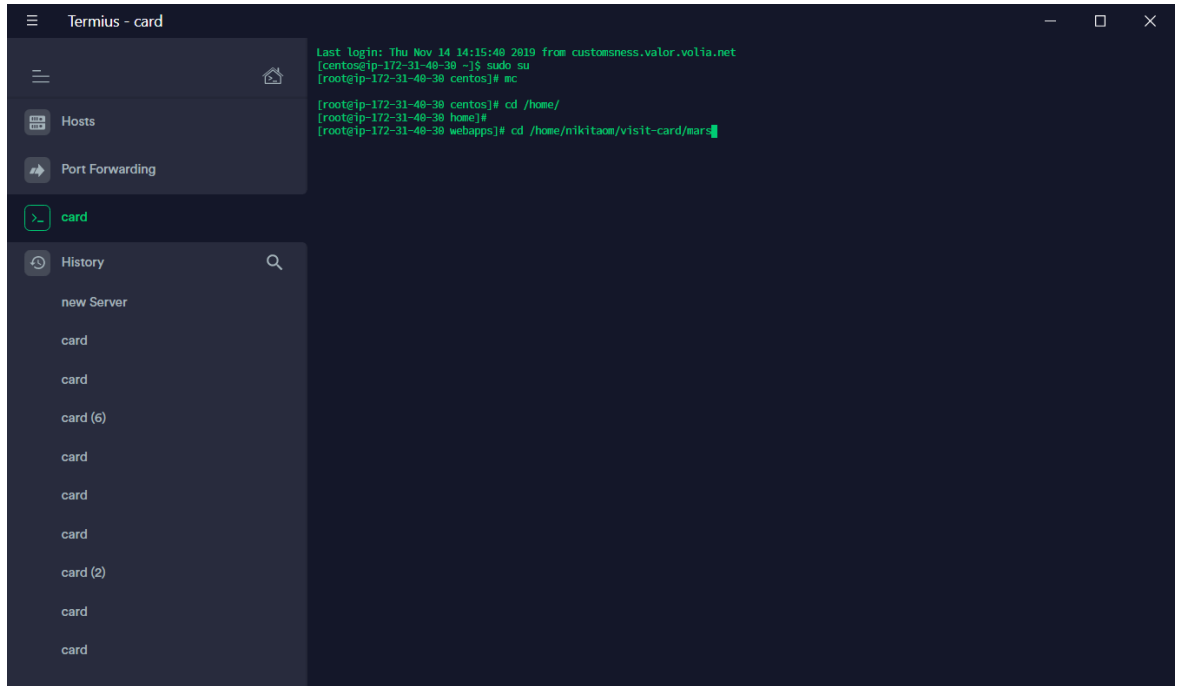 Termius - card
Hosts
Port Forwarding
card
History
new Server
card
card
card (6)
card
card
card
card (2)
card
card
Last login: Thu Nov 14 14:15:40 2019 from customsness.valor.volia.net
[centos@ip-172-31-40-30 ~]$ sudo su
[root@ip-172-31-40-30 centos]# mc
[root@ip-172-31-40-30 centos]# cd /home/
[root@ip-172-31-40-30 home]#
[root@ip-172-31-40-30 webapps]# cd /home/nikitaom/visit-card/mars